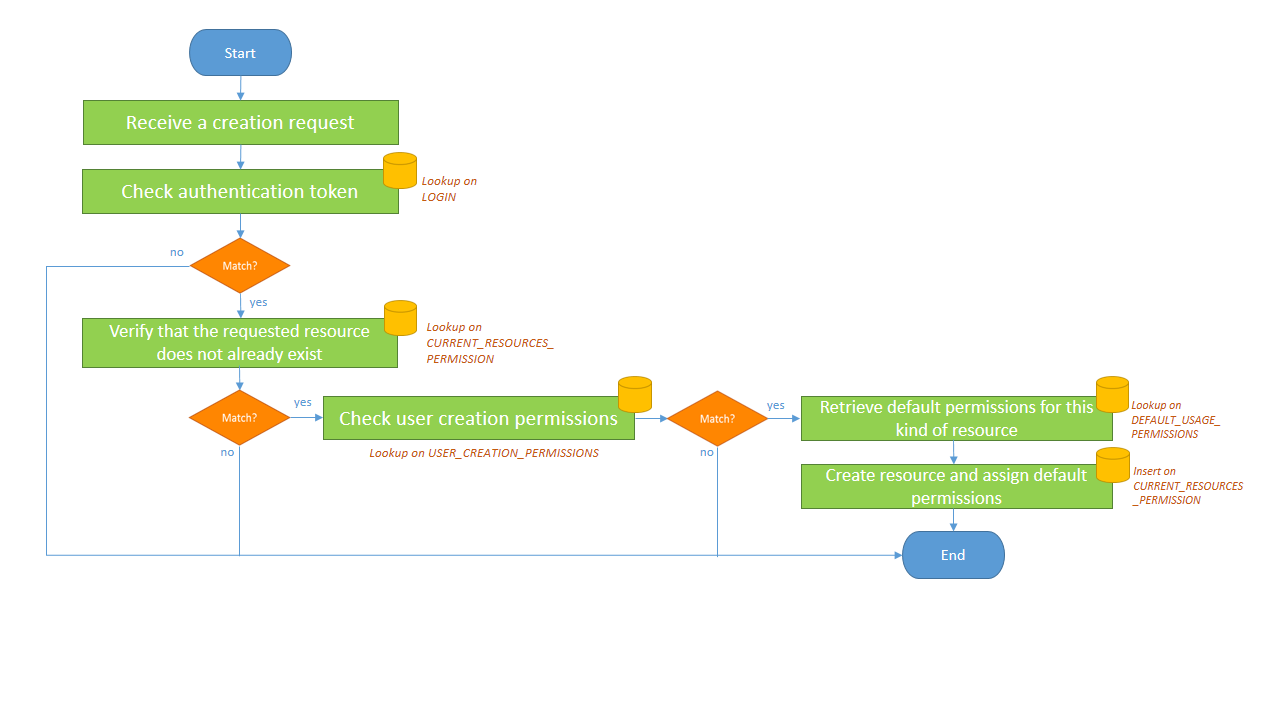 Start
Receive a creation request
Check authentication token
Lookup on
LOGIN
no
Match?
yes
Verify that the requested resource
does not already exist
Lookup on
CURRENT_RESOURCES_
PERMISSION
Match?
yes
no
Check user creation permissions
Lookup on USER_CREATION_PERMISSIONS
Match?
yes
no
Retrieve default permissions for this
kind of resource
Lookup on
DEFAULT_USAGE_
PERMISSIONS
Create resource and assign default
permissions
Insert on
CURRENT_RESOURCES
_PERMISSION
End